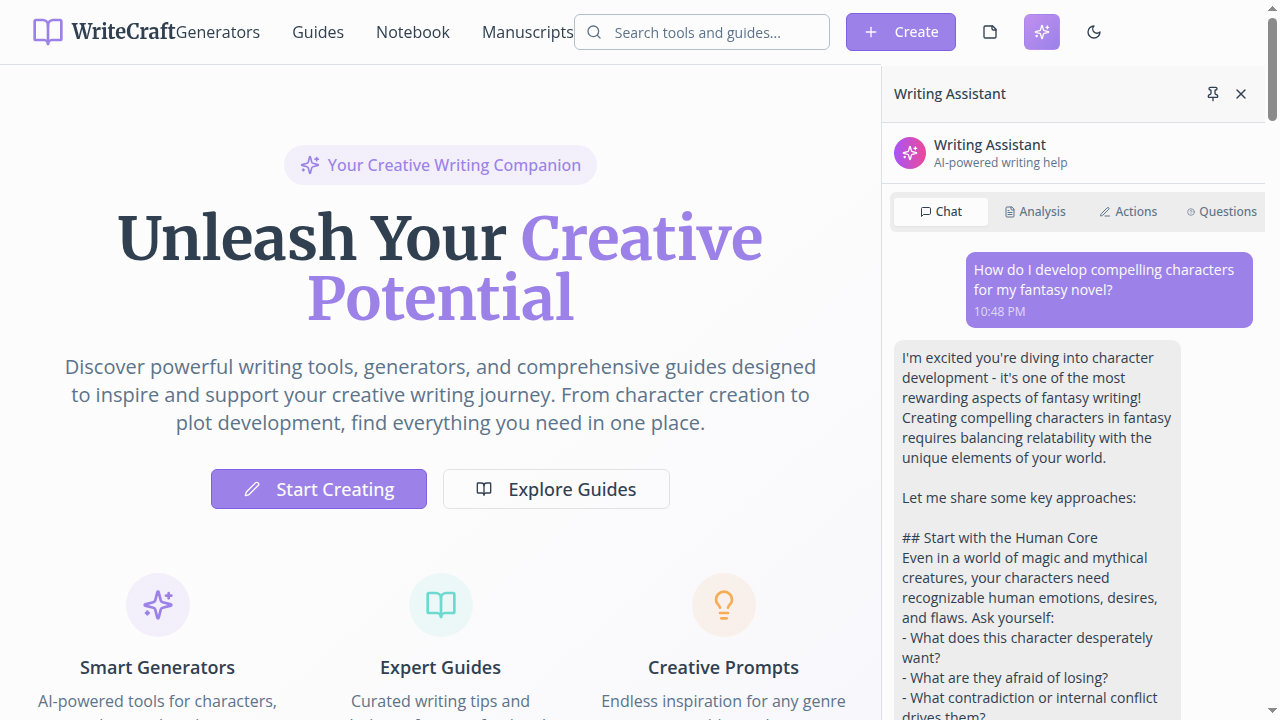 WriteCraft
Generators
Guides
Notebook
Manuscripts
Search tools and guides...
Create
Your Creative Writing Companion
Unleash Your Creative
Potential
Discover powerful writing tools, generators, and comprehensive guides designed
to inspire and support your creative writing journey. From character creation to
plot development, find everything you need in one place.
Start Creating
Explore Guides
Smart Generators
AI-powered tools for characters,
Expert Guides
Curated writing tips and
Creative Prompts
Endless inspiration for any genre
Writing Assistant
Writing Assistant
AI-powered writing help
Chat
Analysis
Actions
Questions
How do I develop compelling characters
for my fantasy novel?
10:48 PM
I'm excited you're diving into character
development - it's one of the most
rewarding aspects of fantasy writing!
Creating compelling characters in fantasy
requires balancing relatability with the
unique elements of your world.
Let me share some key approaches:
## Start with the Human Core
Even in a world of magic and mythical
creatures, your characters need
recognizable human emotions, desires,
and flaws. Ask yourself:
- What does this character desperately
want?
- What are they afraid of losing?
- What contradiction or internal conflict
drives them?